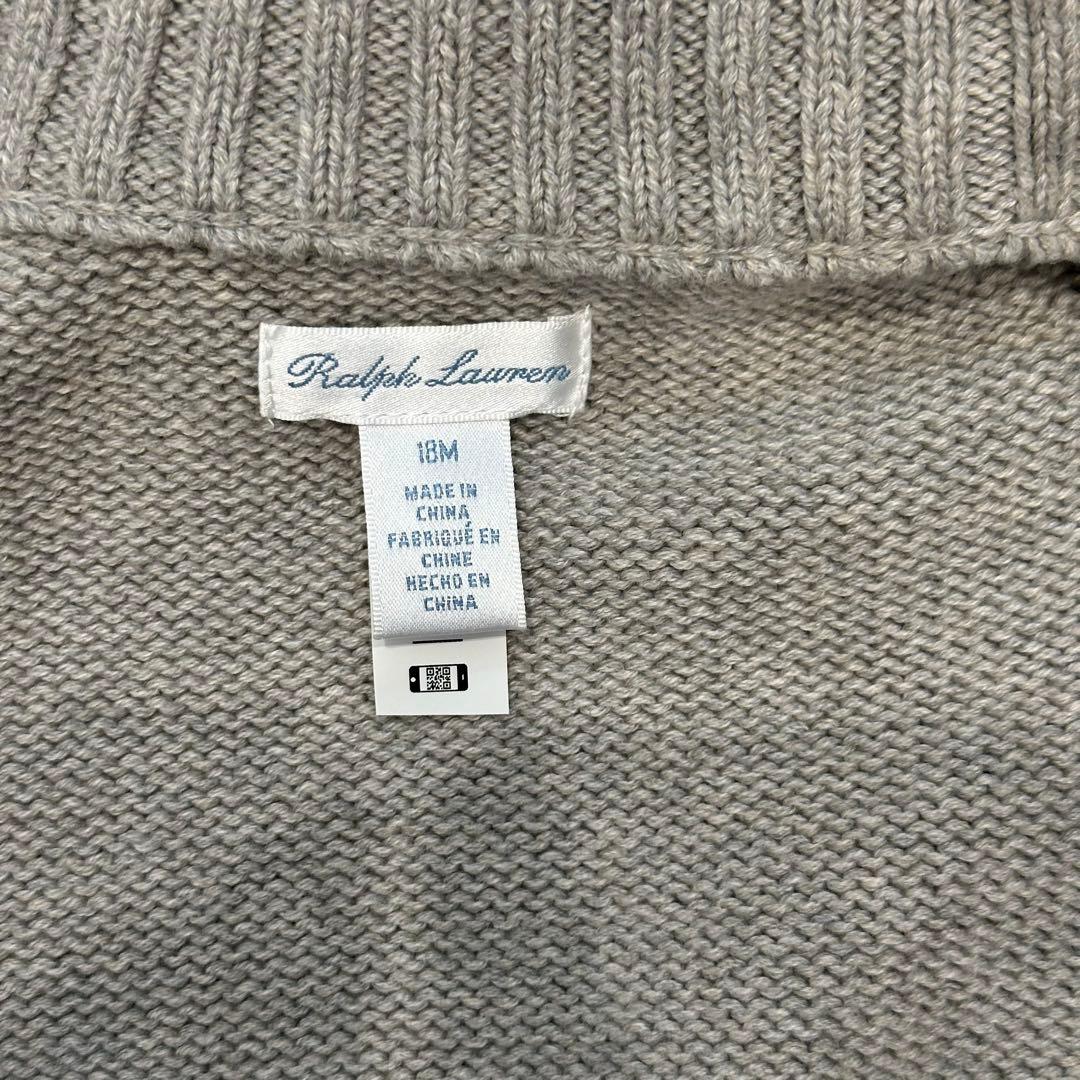 Ralph Lauren
18M
MADE IN
CHINA
FABRIQUÉ EN
CHINE
HECHO EN
CHINA